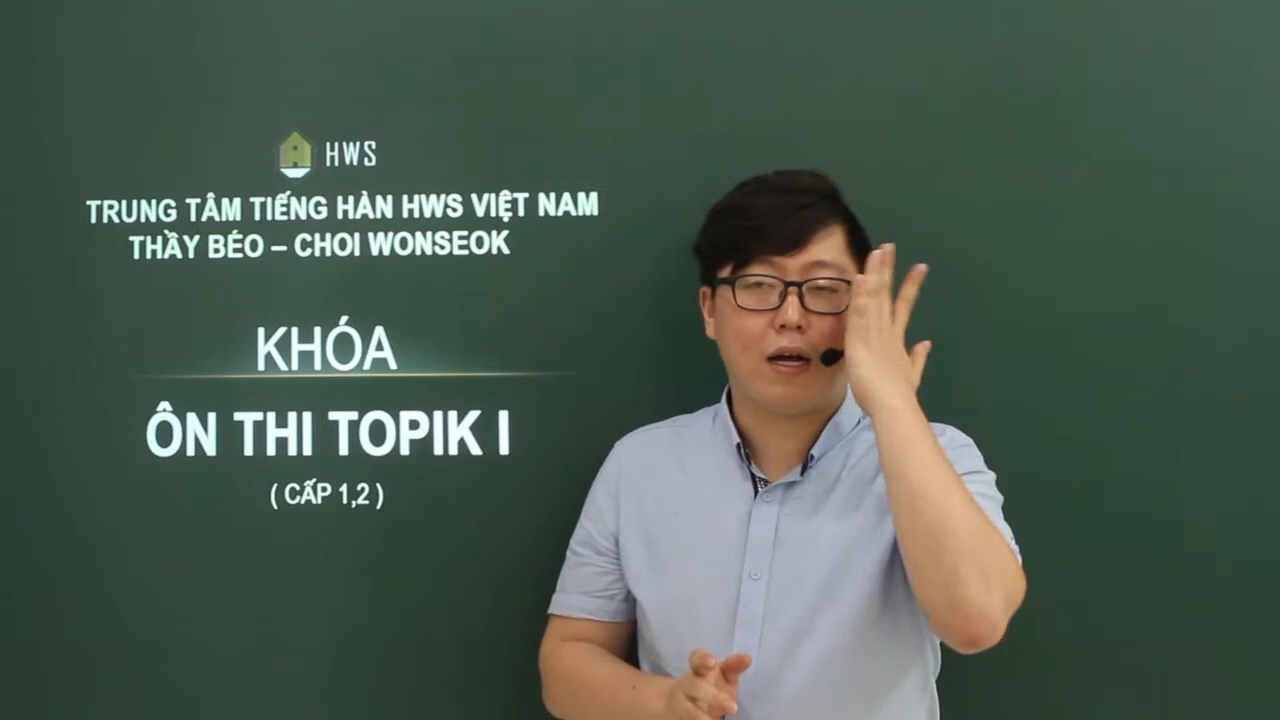 HWS
TRUNG TÂM TIẾNG HÀN HWS VIỆT NAM
THẦY BÉO – CHOI WONSEOK
KHÓA
ÔN THI TOPIK I
( CẤP 1,2 )